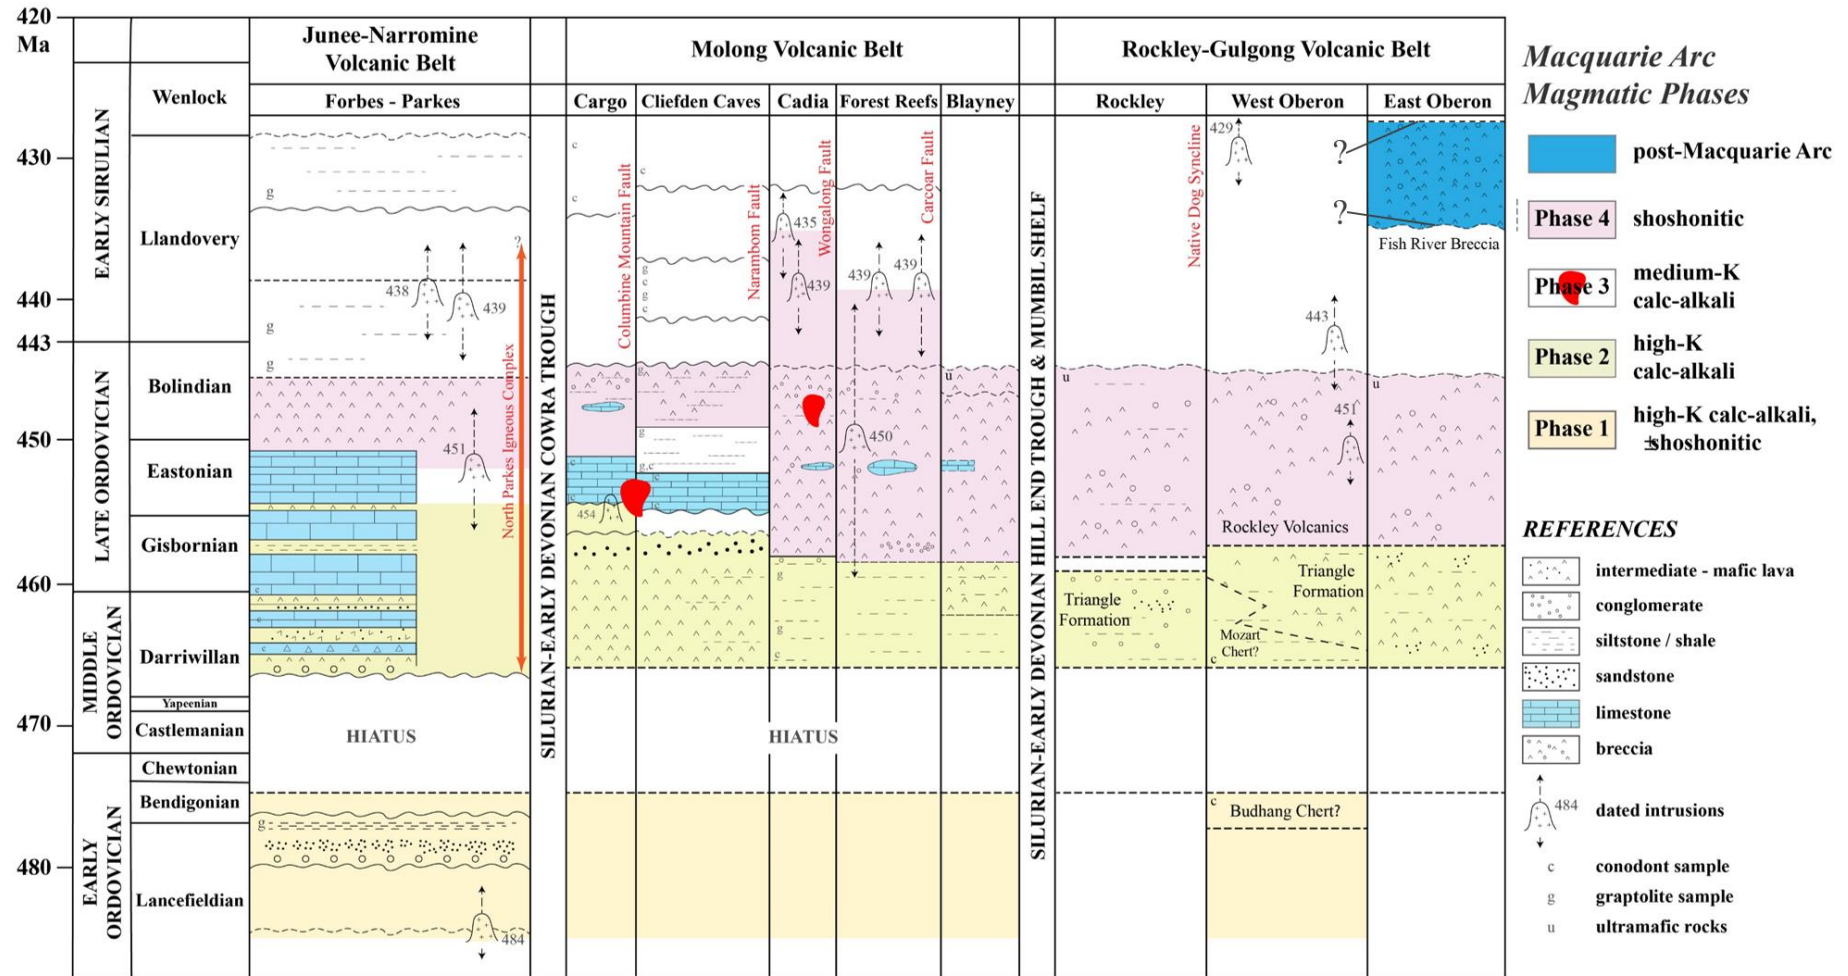 420
Ma
430
440
443
450
460
470
480
EARLY SIRULIAN
LATE ORDOVICIAN
MIDDLE
ORDOVICIAN
EARLY
ORDOVICIAN
Wenlock
Llandovery
Bolindian
Eastonian
Gisbornian
Darriwillan
Yapeenian
Castlemanian
Chewtonian
Bendigonian
Lancefieldian
Junee-Narromine
Volcanic Belt
Forbes - Parkes
g
g
g
438
439
?
451
North Parkes Igneous Complex
c
c
c
HIATUS
g
484
SILURIAN-EARLY DEVONIAN COWRA TROUGH
Molong Volcanic Belt
Cargo
Cliefden Caves
Cadia
Forest Reefs
Blayney
c
c
Columbine Mountain Fault
c
c
454
c
g
c
g
g
c
Narambom Fault
g
g
g,c
c
c
435
439
Wongalong Fault
g
g
c
439
439
Carcoar Fault
450
u
HIATUS
SILURIAN-EARLY DEVONIAN HILL END TROUGH & MUMBIL SHELF
Rockley-Gulgong Volcanic Belt
Rockley
West Oberon
East Oberon
Native Dog Syncline
429
?
?
Fish River Breccia
443
u
u
451
Rockley Volcanics
Triangle
Formation
Triangle
Formation
Mozart
Chert?
c
c
Budhang Chert?
Macquarie Arc
Magmatic Phases
post-Macquarie Arc
Phase 4
shoshonitic
Phase 3
medium-K
calc-alkali
Phase 2
high-K
calc-alkali
Phase 1
high-K calc-alkali,
±shoshonitic
REFERENCES
intermediate - mafic lava
conglomerate
siltstone / shale
sandstone
limestone
breccia
484
dated intrusions
c
conodont sample
g
graptolite sample
u
ultramafic rocks